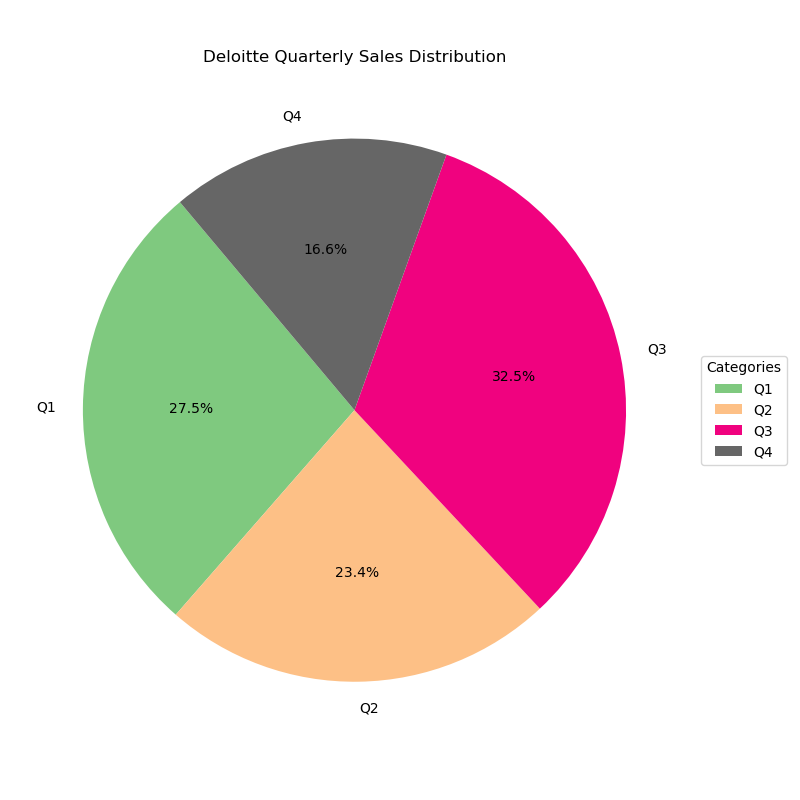 Deloitte Quarterly Sales Distribution
Q4
16.6%
Q3
32.5%
Q1
27.5%
23.4%
Q2
Categories
Q1
Q2
Q3
Q4